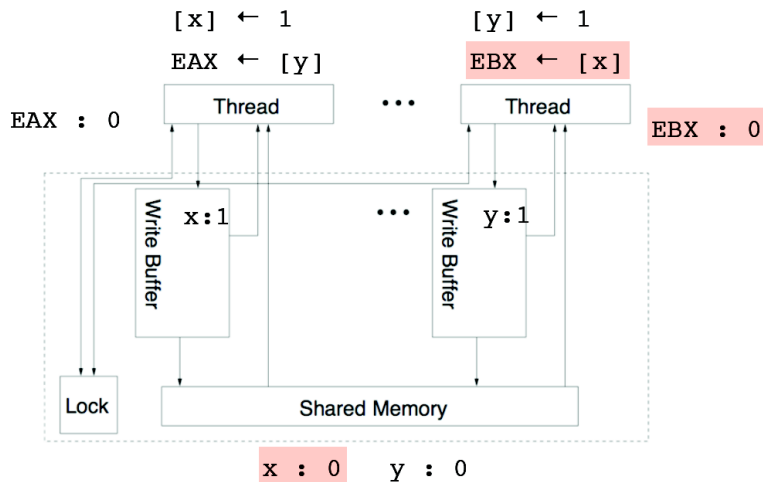 [x] ← 1
[y] ← 1
EAX ← [y]
EBX ← [x]
Thread
•••
Thread
EAX : 0
EBX : 0
Write Buffer
x:1
•••
Write Buffer
y:1
Lock
Shared Memory
x : 0
y : 0